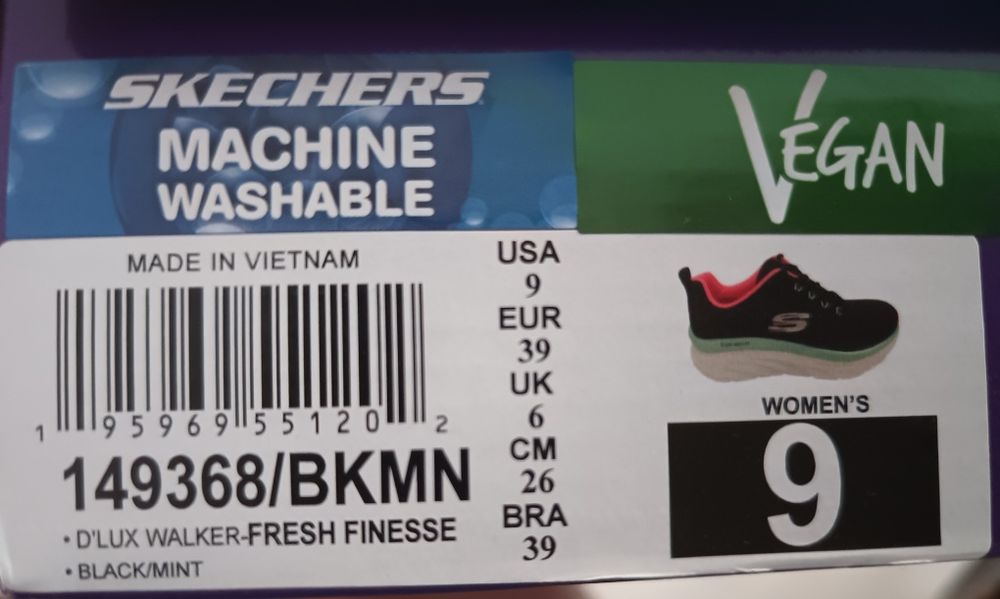 SKECHERS
MACHINE
WASHABLE
VEGAN
MADE IN VIETNAM
1 95969 55120 2
149368/BKMN
• D'LUX WALKER-FRESH FINESSE
• BLACK/MINT
USA
9
EUR
39
UK
6
CM
26
BRA
39
S
WOMEN'S
9